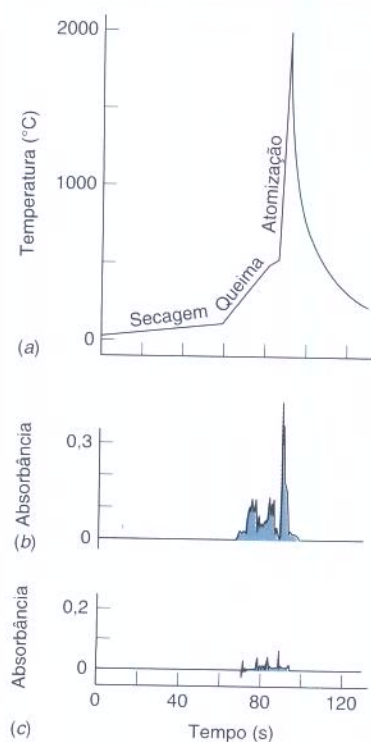 2000
1000
0
Temperatura (°C)
Secagem
Queima
Atomização
(a)
0,3
0
Absorbância
(b)
0,2
0
Absorbância
0 40 80 120
(c)
Tempo (s)